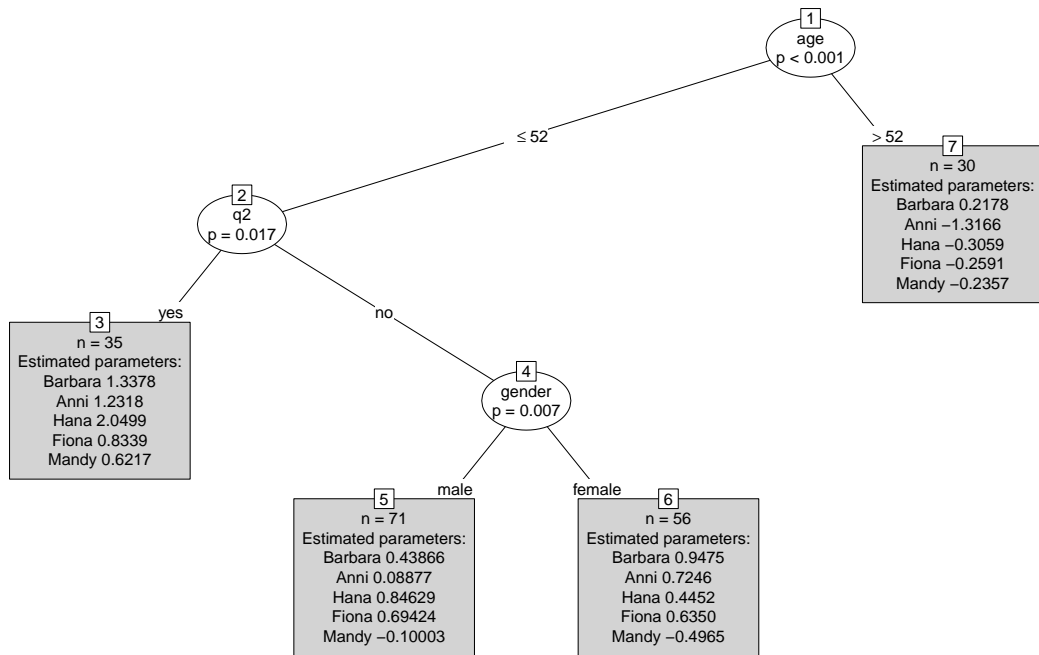 1
age
p < 0.001
≤ 52
> 52
2
q2
p = 0.017
yes
no
3
n = 35
Estimated parameters:
Barbara 1.3378
Anni 1.2318
Hana 2.0499
Fiona 0.8339
Mandy 0.6217
4
gender
p = 0.007
male
female
5
n = 71
Estimated parameters:
Barbara 0.43866
Anni 0.08877
Hana 0.84629
Fiona 0.69424
Mandy −0.10003
6
n = 56
Estimated parameters:
Barbara 0.9475
Anni 0.7246
Hana 0.4452
Fiona 0.6350
Mandy −0.4965
7
n = 30
Estimated parameters:
Barbara 0.2178
Anni −1.3166
Hana −0.3059
Fiona −0.2591
Mandy −0.2357